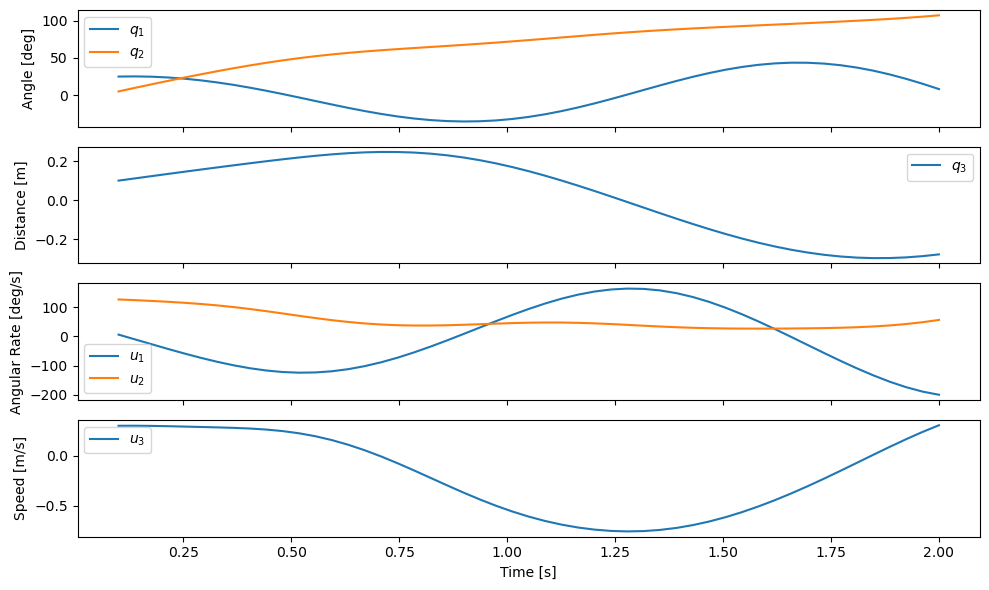 Angle [deg]
100
50
0
q₁
q₂
Distance [m]
0.2
0.0
−0.2
q₃
Angular Rate [deg/s]
100
0
−100
−200
u₁
u₂
Speed [m/s]
0.0
−0.5
u₃
0.25 0.50 0.75 1.00 1.25 1.50 1.75 2.00
Time [s]